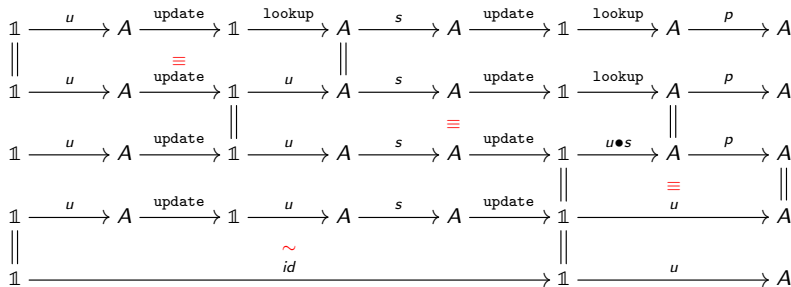 u update lookup s update lookup p
𝟙 A 𝟙 A A 𝟙 A A
≡
u update u s update lookup p
𝟙 A 𝟙 A A 𝟙 A A
≡
u update u s update u•s p
𝟙 A 𝟙 A A 𝟙 A A
≡
u update u s update u
𝟙 A 𝟙 A A 𝟙 A
∼
id u
𝟙 𝟙 A